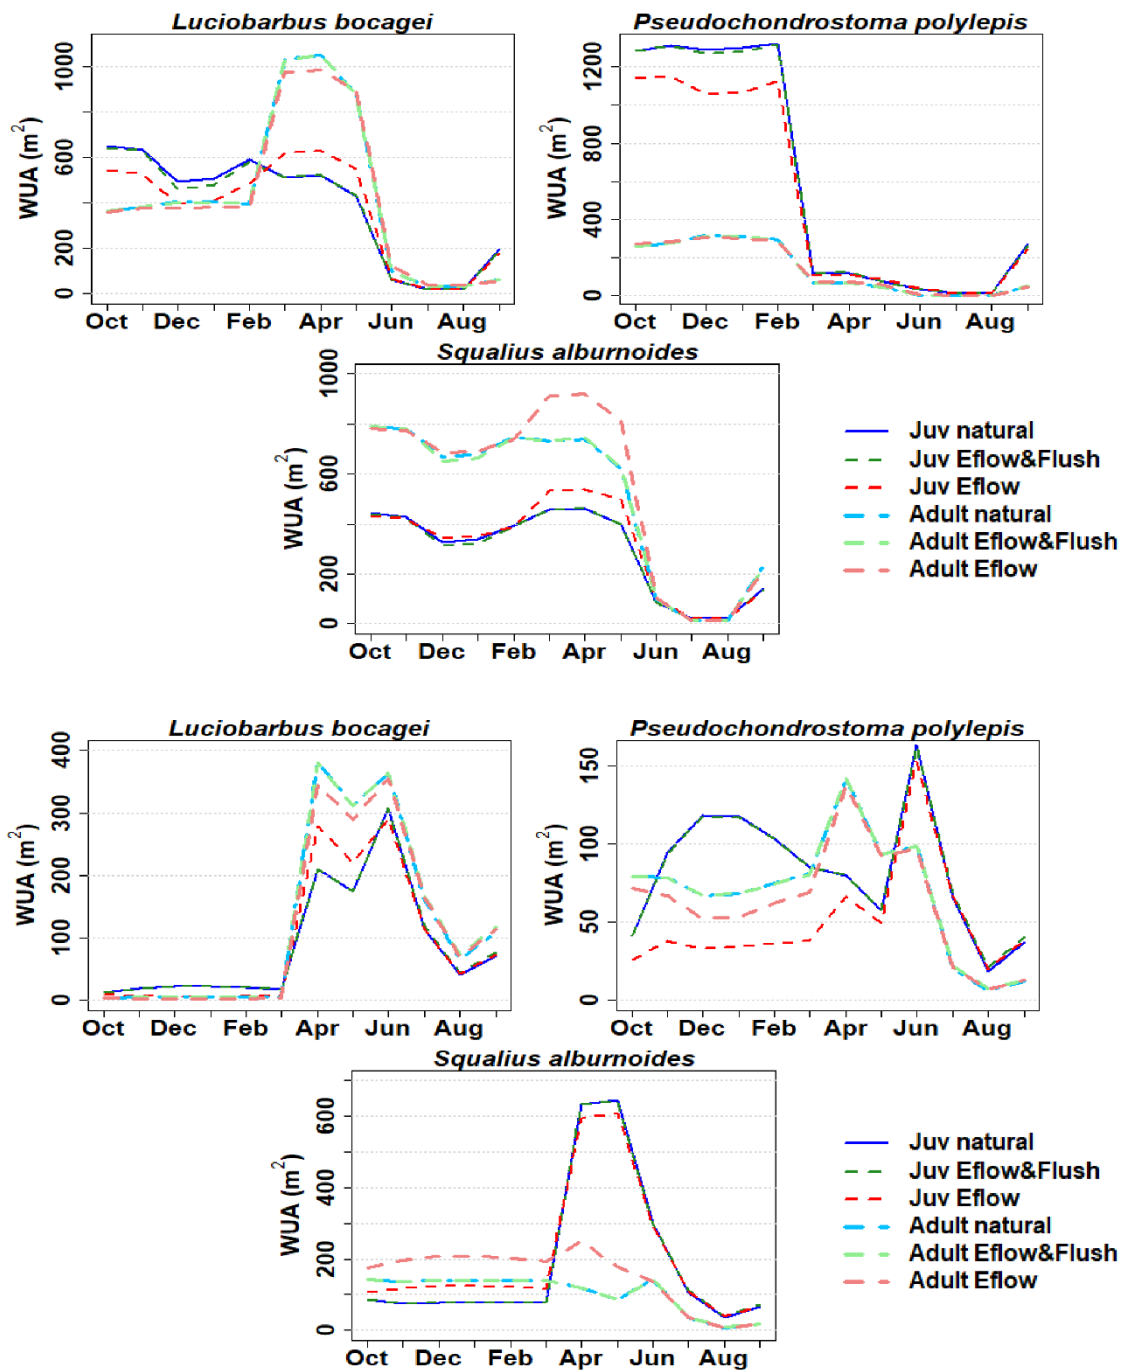 Luciobarbus bocagei
Pseudochondrostoma polylepis
WUA (m²)
1000
600
200
0
Oct Dec Feb Apr Jun Aug
WUA (m²)
1200
800
400
0
Oct Dec Feb Apr Jun Aug
Squalius alburnoides
WUA (m²)
1000
600
200
0
Oct Dec Feb Apr Jun Aug
Juv natural
Juv Eflow&Flush
Juv Eflow
Adult natural
Adult Eflow&Flush
Adult Eflow
Luciobarbus bocagei
Pseudochondrostoma polylepis
WUA (m²)
400
300
200
100
0
Oct Dec Feb Apr Jun Aug
WUA (m²)
150
100
50
0
Oct Dec Feb Apr Jun Aug
Squalius alburnoides
WUA (m²)
600
400
200
0
Oct Dec Feb Apr Jun Aug
Juv natural
Juv Eflow&Flush
Juv Eflow
Adult natural
Adult Eflow&Flush
Adult Eflow